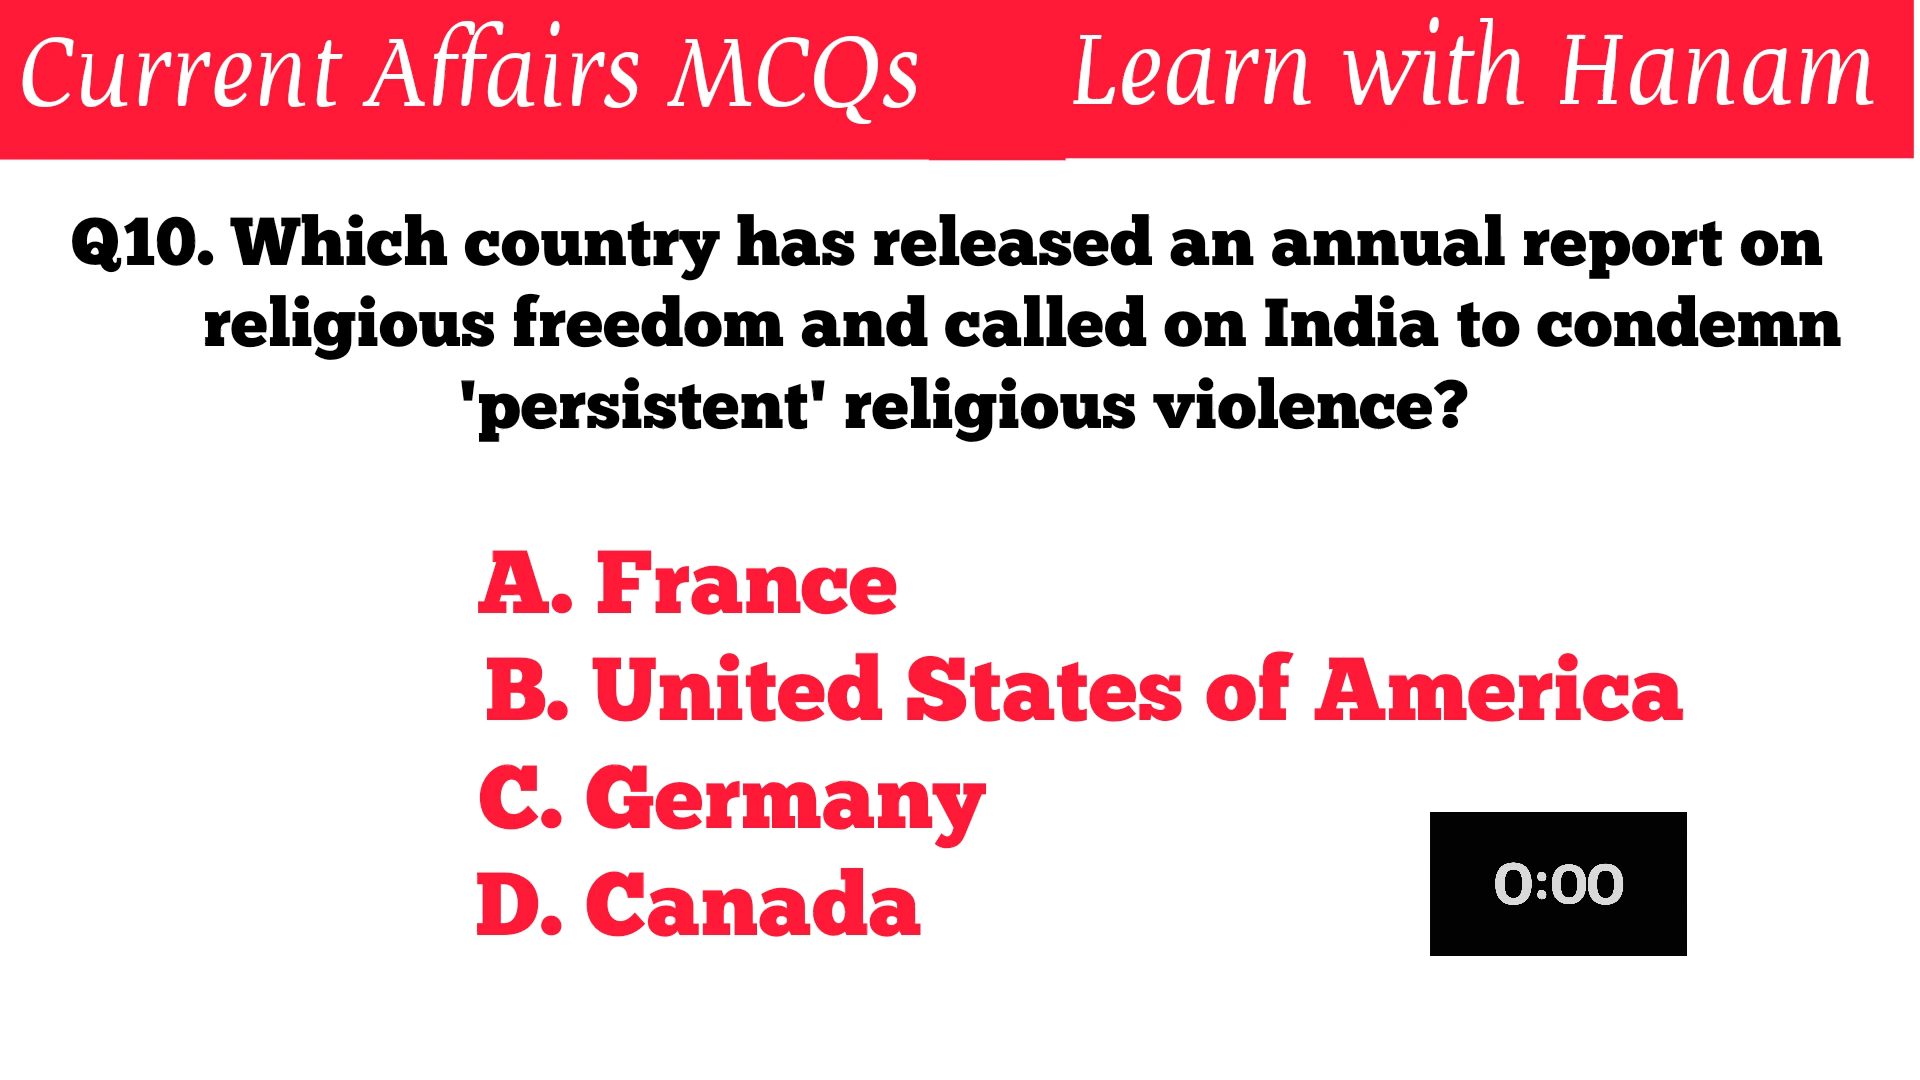 Current Affairs MCQs
Learn with Hanam
Q10. Which country has released an annual report on
religious freedom and called on India to condemn
'persistent' religious violence?
A. France
B. United States of America
C. Germany
D. Canada
0:00